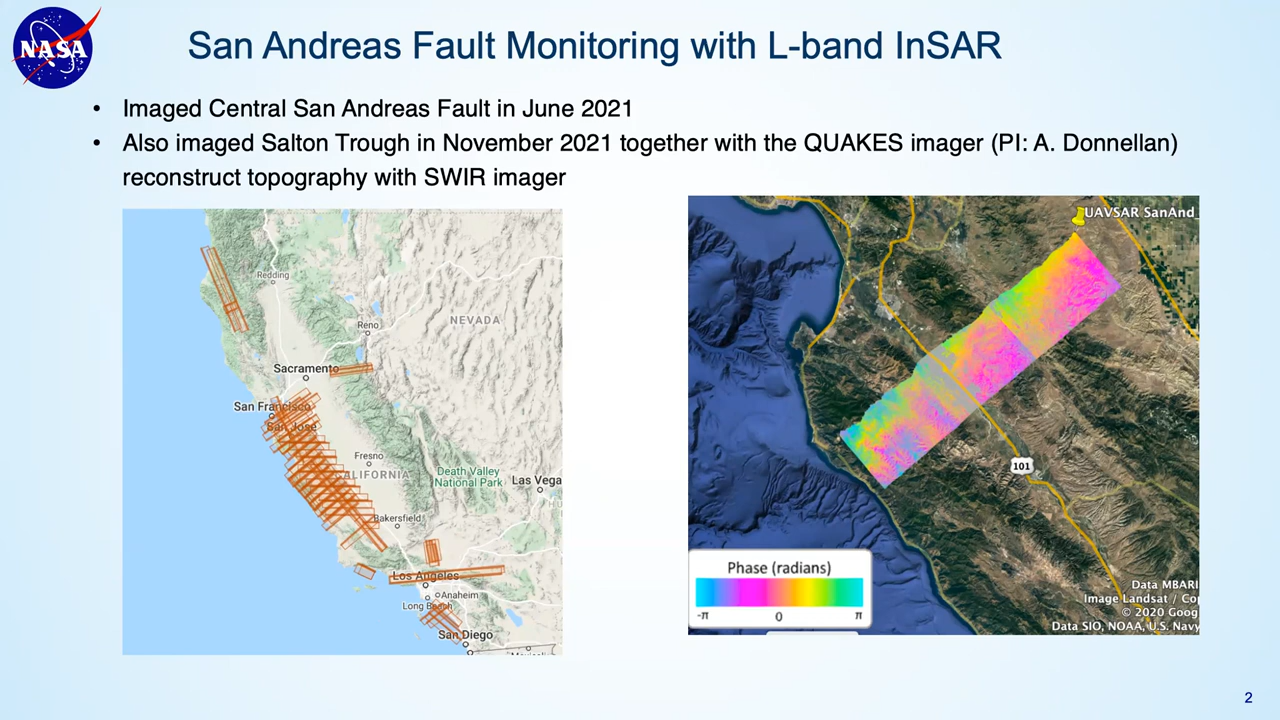 NASA
San Andreas Fault Monitoring with L-band InSAR
• Imaged Central San Andreas Fault in June 2021
• Also imaged Salton Trough in November 2021 together with the QUAKES imager (PI: A. Donnellan)
reconstruct topography with SWIR imager
Redding
Reno
NEVADA
Sacramento
San Francisco
San Jose
Fresno
CALIFORNIA
Death Valley
National Park
Las Vega
Bakersfield
Los Angeles
Anaheim
Long Beach
San Diego
UAVSAR SanAnd_
101
Phase (radians)
-π 0 π
Data MBARI
Image Landsat / Cop
© 2020 Goog
Data SIO, NOAA, U.S. Navy
2